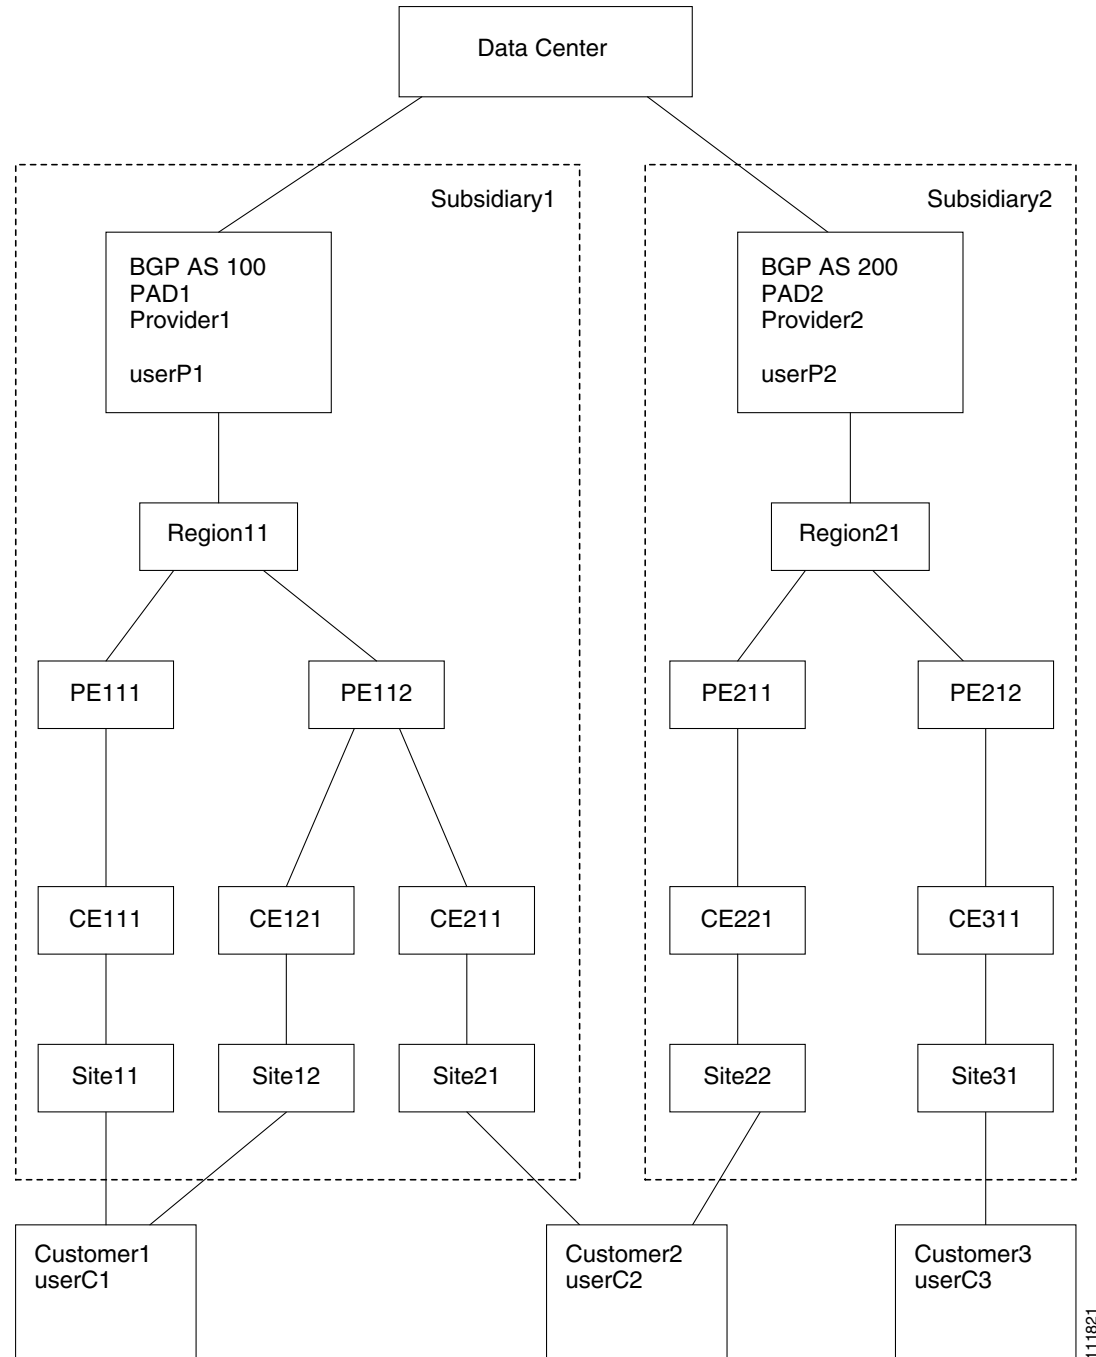 Data Center
Subsidiary1
Subsidiary2
BGP AS 100
PAD1
Provider1
userP1
BGP AS 200
PAD2
Provider2
userP2
Region11
Region21
PE111
PE112
PE211
PE212
CE111
CE121
CE211
CE221
CE311
Site11
Site12
Site21
Site22
Site31
Customer1
userC1
Customer2
userC2
Customer3
userC3
111821